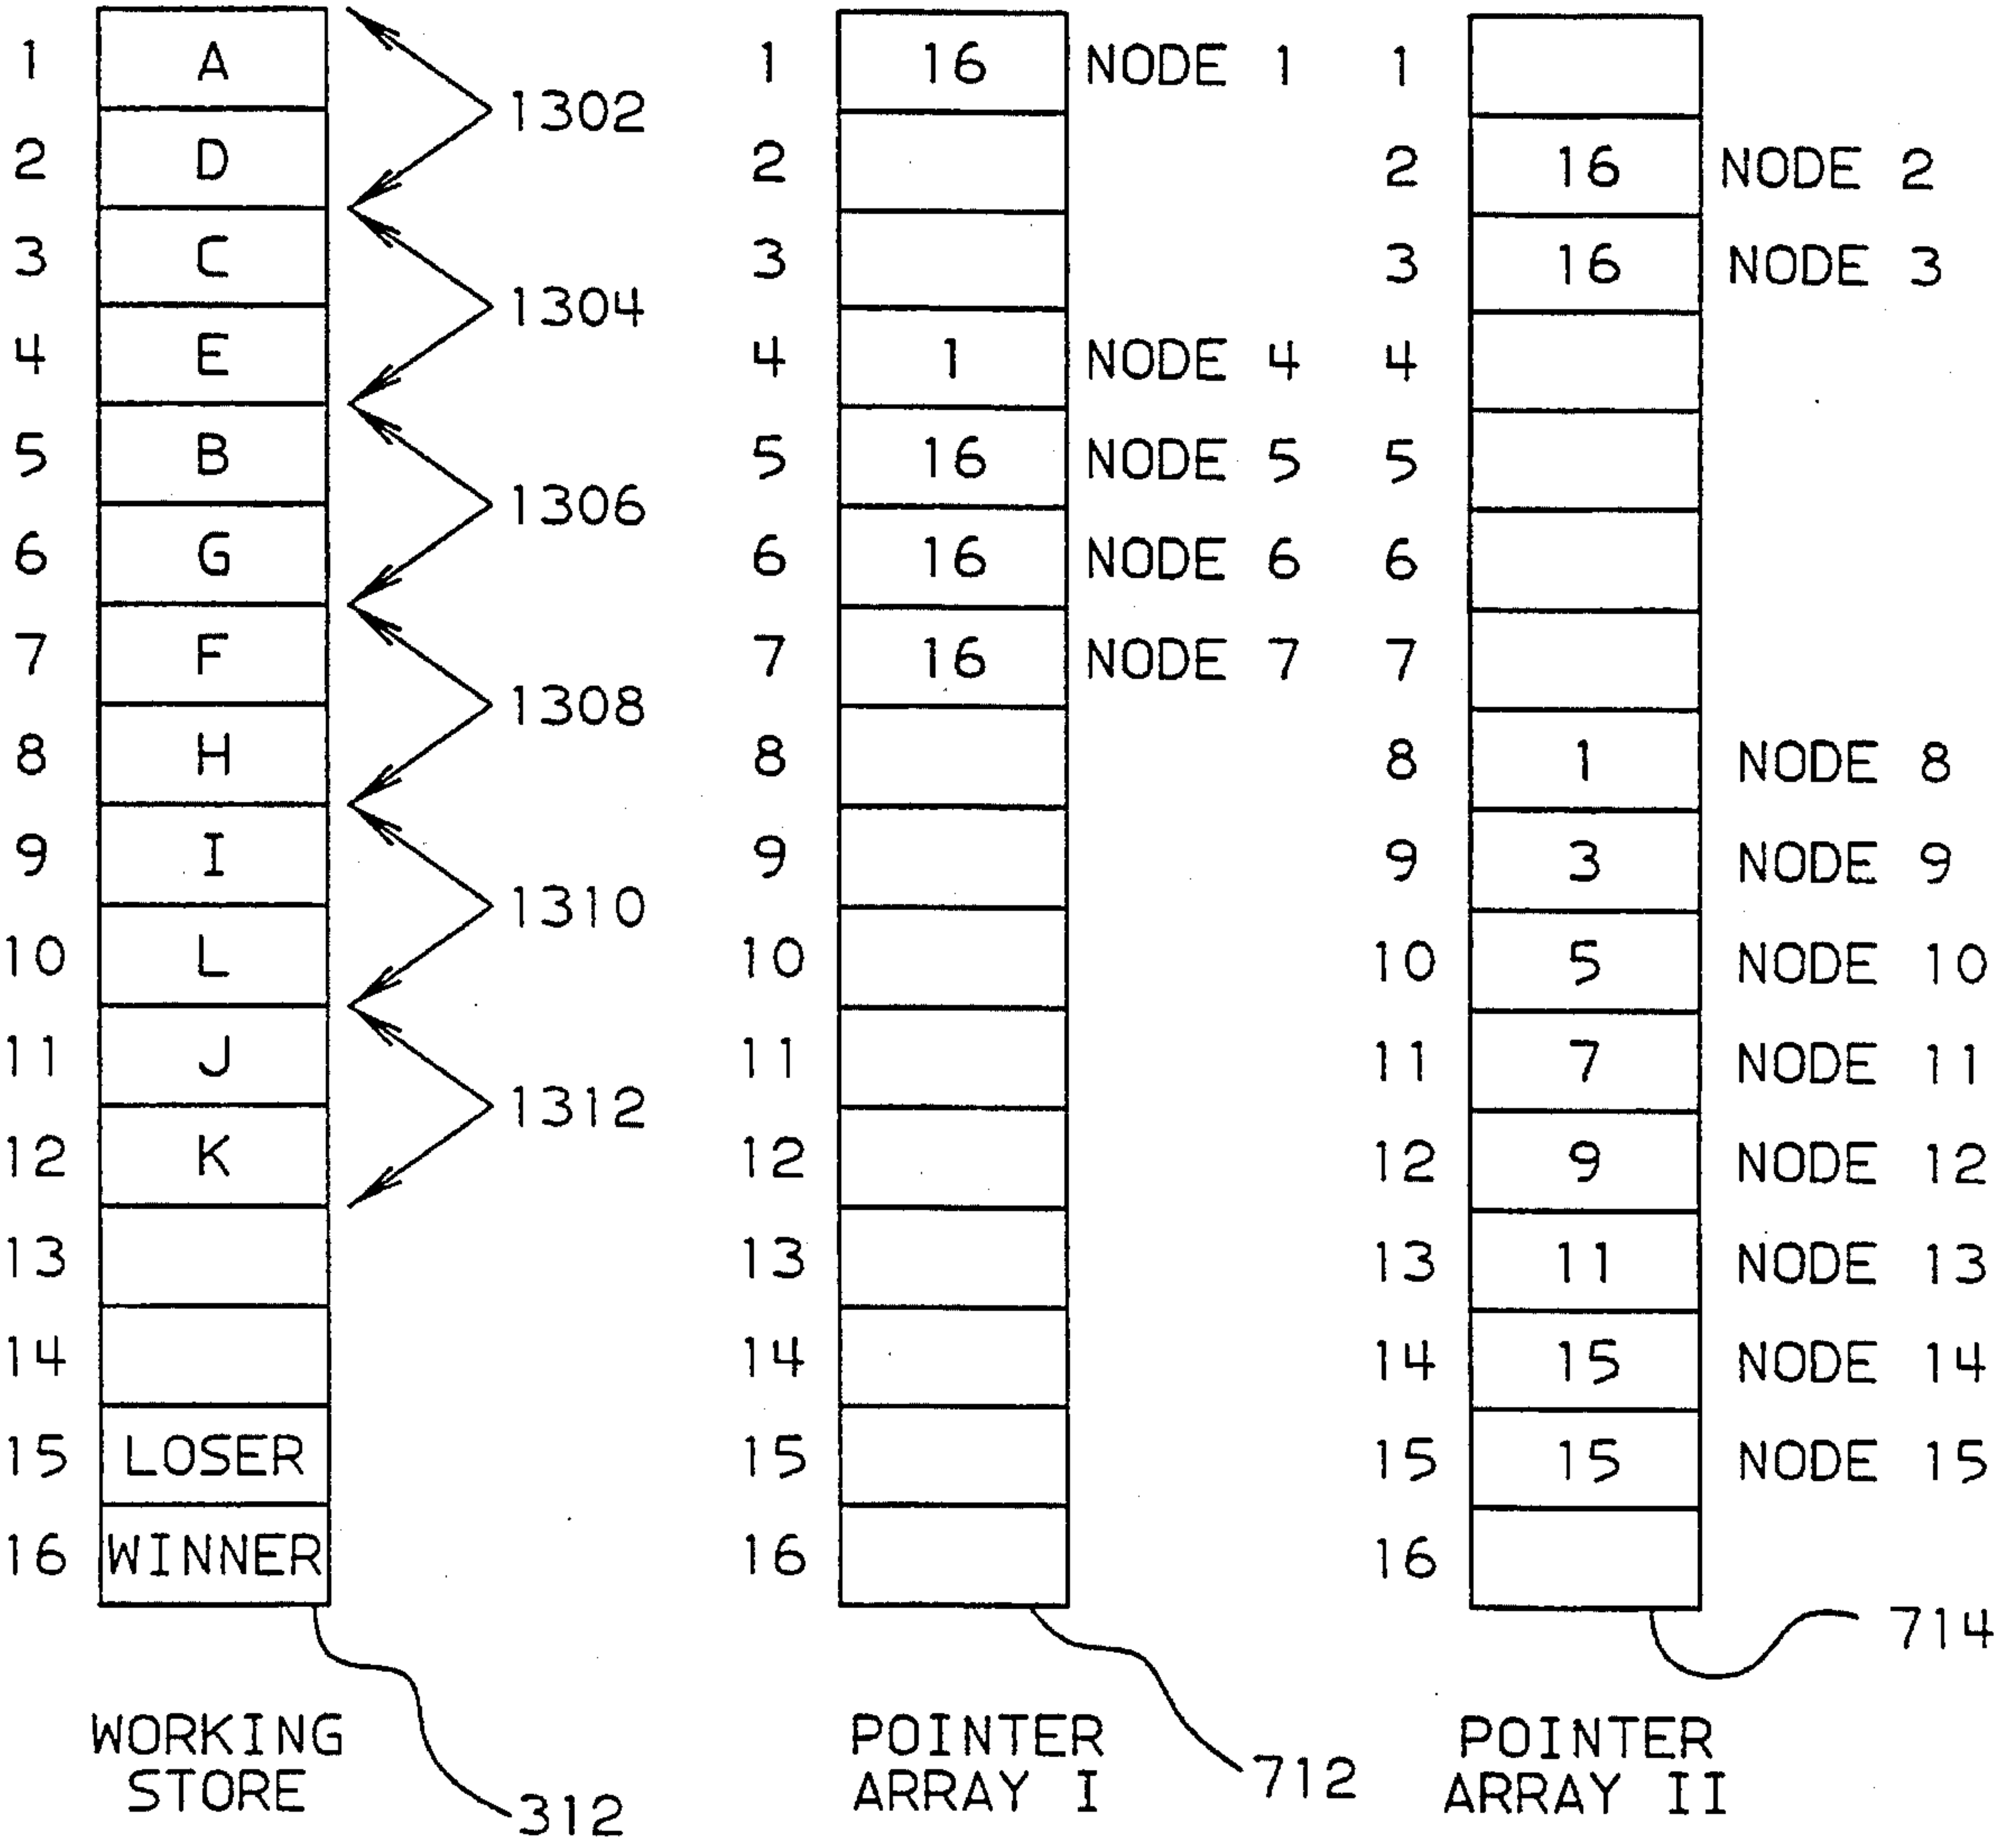 1 A 1 16 NODE 1 1
1302
2 D 2 2 16 NODE 2
3 C 3 3 16 NODE 3
1304
4 E 4 1 NODE 4 4
5 B 5 16 NODE 5 5
1306
6 G 6 16 NODE 6 6
7 F 7 16 NODE 7 7
1308
8 H 8 8 1 NODE 8
9 I 9 9 3 NODE 9
1310
10 L 10 10 5 NODE 10
11 J 11 11 7 NODE 11
1312
12 K 12 12 9 NODE 12
13 13 13 11 NODE 13
14 14 14 15 NODE 14
15 LOSER 15 15 15 NODE 15
16 WINNER 16 16
714
WORKING POINTER POINTER
STORE ARRAY I 712 ARRAY II
312